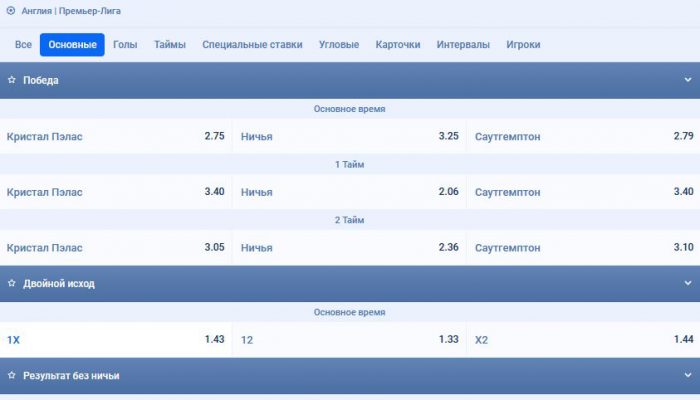 Англия | Премьер-Лига
Все Основные Голы Таймы Специальные ставки Угловые Карточки Интервалы Игроки
Победа
Основное время
Кристал Пэлас 2.75 Ничья 3.25 Саутгемптон 2.79
1 Тайм
Кристал Пэлас 3.40 Ничья 2.06 Саутгемптон 3.40
2 Тайм
Кристал Пэлас 3.05 Ничья 2.36 Саутгемптон 3.10
Двойной исход
Основное время
1X 1.43 12 1.33 X2 1.44
Результат без ничьи